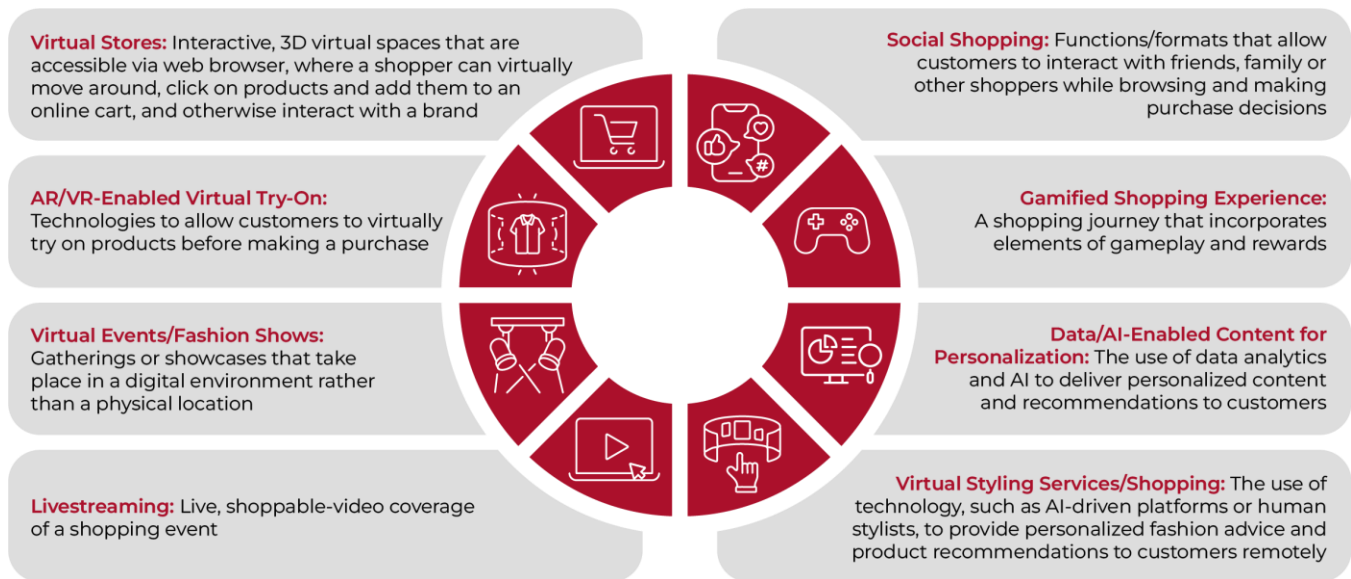 Virtual Stores: Interactive, 3D virtual spaces that are
accessible via web browser, where a shopper can virtually
move around, click on products and add them to an
online cart, and otherwise interact with a brand
AR/VR-Enabled Virtual Try-On:
Technologies to allow customers to virtually
try on products before making a purchase
Virtual Events/Fashion Shows:
Gatherings or showcases that take
place in a digital environment rather
than a physical location
Livestreaming: Live, shoppable-video coverage
of a shopping event
Social Shopping: Functions/formats that allow
customers to interact with friends, family or
other shoppers while browsing and making
purchase decisions
Gamified Shopping Experience:
A shopping journey that incorporates
elements of gameplay and rewards
Data/AI-Enabled Content for
Personalization: The use of data analytics
and AI to deliver personalized content
and recommendations to customers
Virtual Styling Services/Shopping: The use of
technology, such as AI-driven platforms or human
stylists, to provide personalized fashion advice and
product recommendations to customers remotely
#